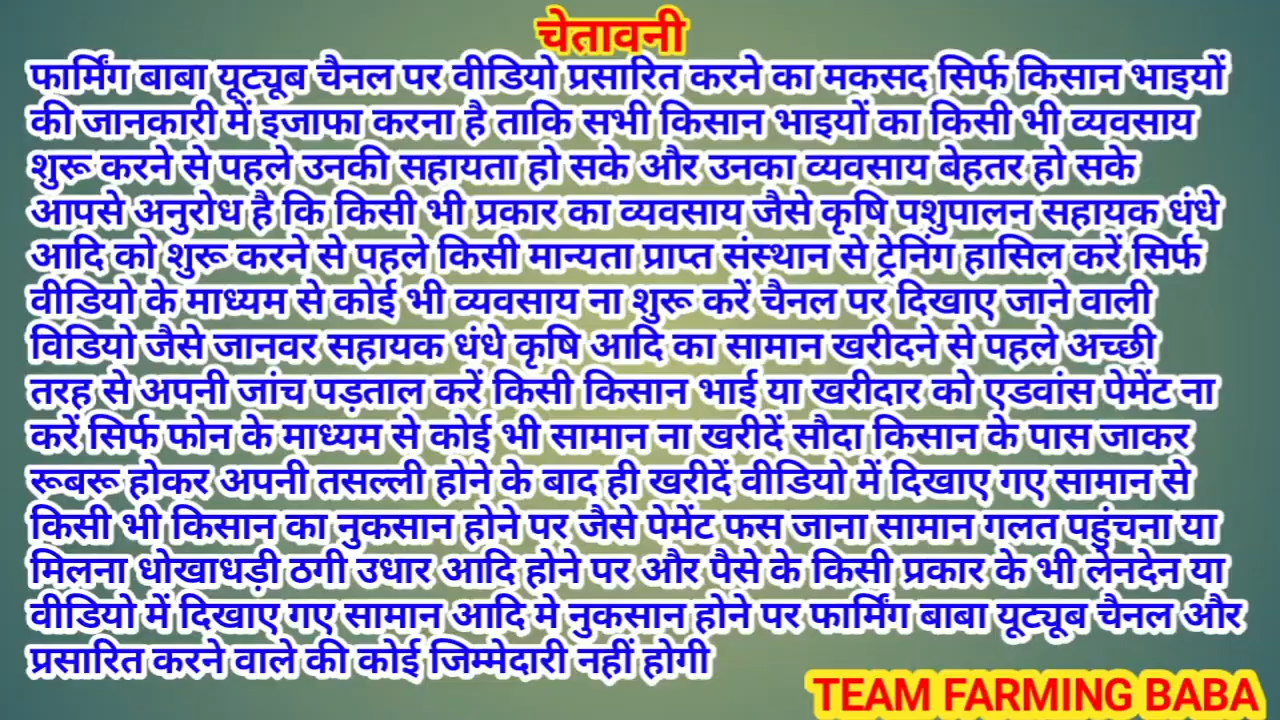 चेतावनी
फार्मिंग बाबा यूट्यूब चैनल पर वीडियो प्रसारित करने का मकसद सिर्फ किसान भाइयों
की जानकारी में इजाफा करना है ताकि सभी किसान भाइयों का किसी भी व्यवसाय
शुरू करने से पहले उनकी सहायता हो सके और उनका व्यवसाय बेहतर हो सके
आपसे अनुरोध है कि किसी भी प्रकार का व्यवसाय जैसे कृषि पशुपालन सहायक धंधे
आदि को शुरू करने से पहले किसी मान्यता प्राप्त संस्थान से ट्रेनिंग हासिल करें सिर्फ
वीडियो के माध्यम से कोई भी व्यवसाय ना शुरू करें चैनल पर दिखाए जाने वाली
विडियो जैसे जानवर सहायक धंधे कृषि आदि का सामान खरीदने से पहले अच्छी
तरह से अपनी जांच पड़ताल करें किसी किसान भाई या खरीदार को एडवांस पेमेंट ना
करें सिर्फ फोन के माध्यम से कोई भी सामान ना खरीदें सौदा किसान के पास जाकर
रूबरू होकर अपनी तसल्ली होने के बाद ही खरीदें वीडियो में दिखाए गए सामान से
किसी भी किसान का नुकसान होने पर जैसे पेमेंट फस जाना सामान गलत पहुंचना या
मिलना धोखाधड़ी ठगी उधार आदि होने पर और पैसे के किसी प्रकार के भी लेनदेन या
वीडियो में दिखाए गए सामान आदि मे नुकसान होने पर फार्मिंग बाबा यूट्यूब चैनल और
प्रसारित करने वाले की कोई जिम्मेदारी नहीं होगी
TEAM FARMING BABA